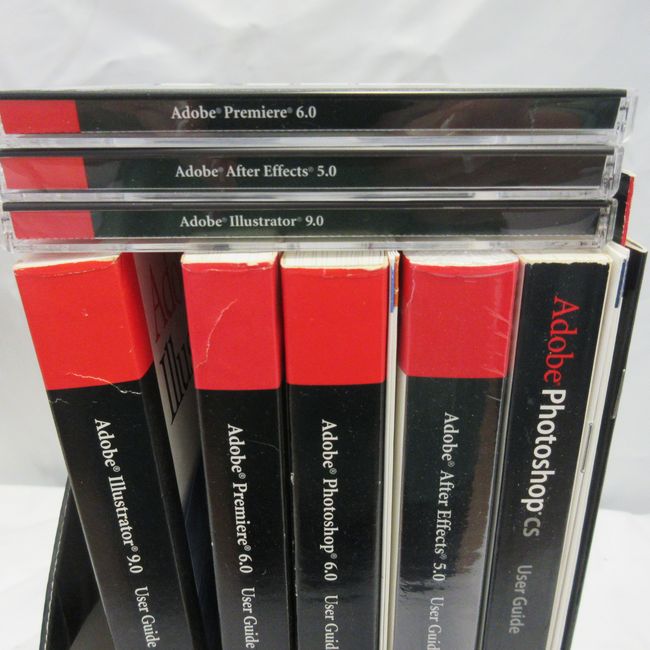 Adobe® Premiere® 6.0
Adobe® After Effects® 5.0
Adobe® Illustrator® 9.0
Adobe® Illustrator® 9.0 User Guide
Adobe® Premiere® 6.0 User Guide
Adobe® Photoshop® 6.0 User Guide
Adobe® After Effects® 5.0 User Guid
Adobe® Photoshop® CS User Guide